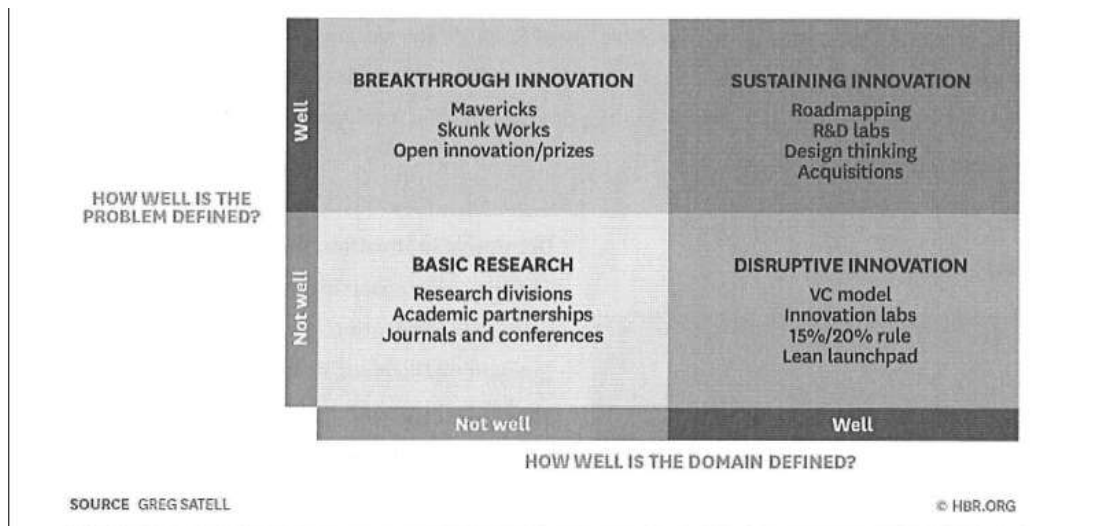 BREAKTHROUGH INNOVATION
Mavericks
Skunk Works
Open innovation/prizes
SUSTAINING INNOVATION
Roadmapping
R&D labs
Design thinking
Acquisitions
Well
HOW WELL IS THE
PROBLEM DEFINED?
BASIC RESEARCH
Research divisions
Academic partnerships
Journals and conferences
DISRUPTIVE INNOVATION
VC model
Innovation labs
15%/20% rule
Lean launchpad
Not well
Not well
Well
HOW WELL IS THE DOMAIN DEFINED?
SOURCE GREG SATELL
© HBR.ORG